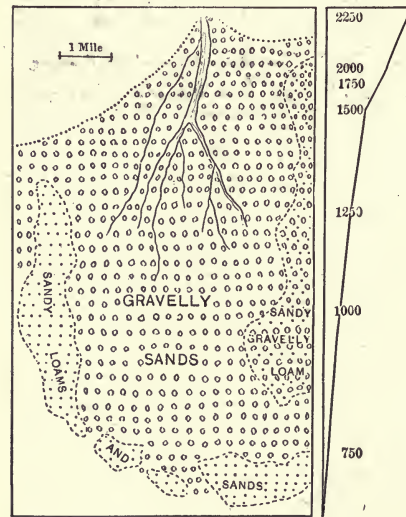 1 Mile
2250
2000
1750
1500
1250
1000
750
SANDY
LOAMS
GRAVELLY
SANDS
SANDY
GRAVELLY
LOAM
AND
SANDS